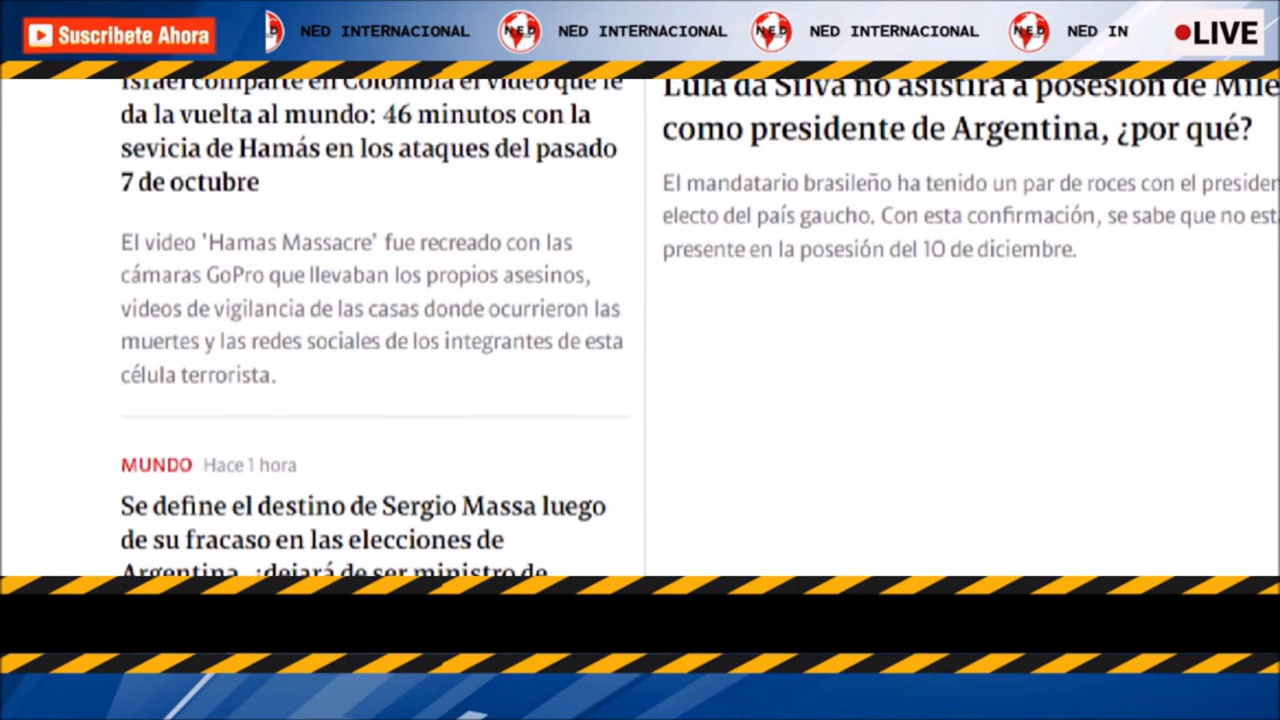 Suscribete Ahora
NED INTERNACIONAL
NED
NED INTERNACIONAL
NED
NED INTERNACIONAL
NED
NED IN
LIVE
Israel comparte en Colombia el video que le
da la vuelta al mundo: 46 minutos con la
sevicia de Hamás en los ataques del pasado
7 de octubre
El video 'Hamas Massacre' fue recreado con las
cámaras GoPro que llevaban los propios asesinos,
videos de vigilancia de las casas donde ocurrieron las
muertes y las redes sociales de los integrantes de esta
célula terrorista.
MUNDO Hace 1 hora
Se define el destino de Sergio Massa luego
de su fracaso en las elecciones de
Argentina, ¿dejará de ser ministro de
Lula da Silva no asistirá a posesión de Mile
como presidente de Argentina, ¿por qué?
El mandatario brasileño ha tenido un par de roces con el presiden
electo del país gaucho. Con esta confirmación, se sabe que no est
presente en la posesión del 10 de diciembre.